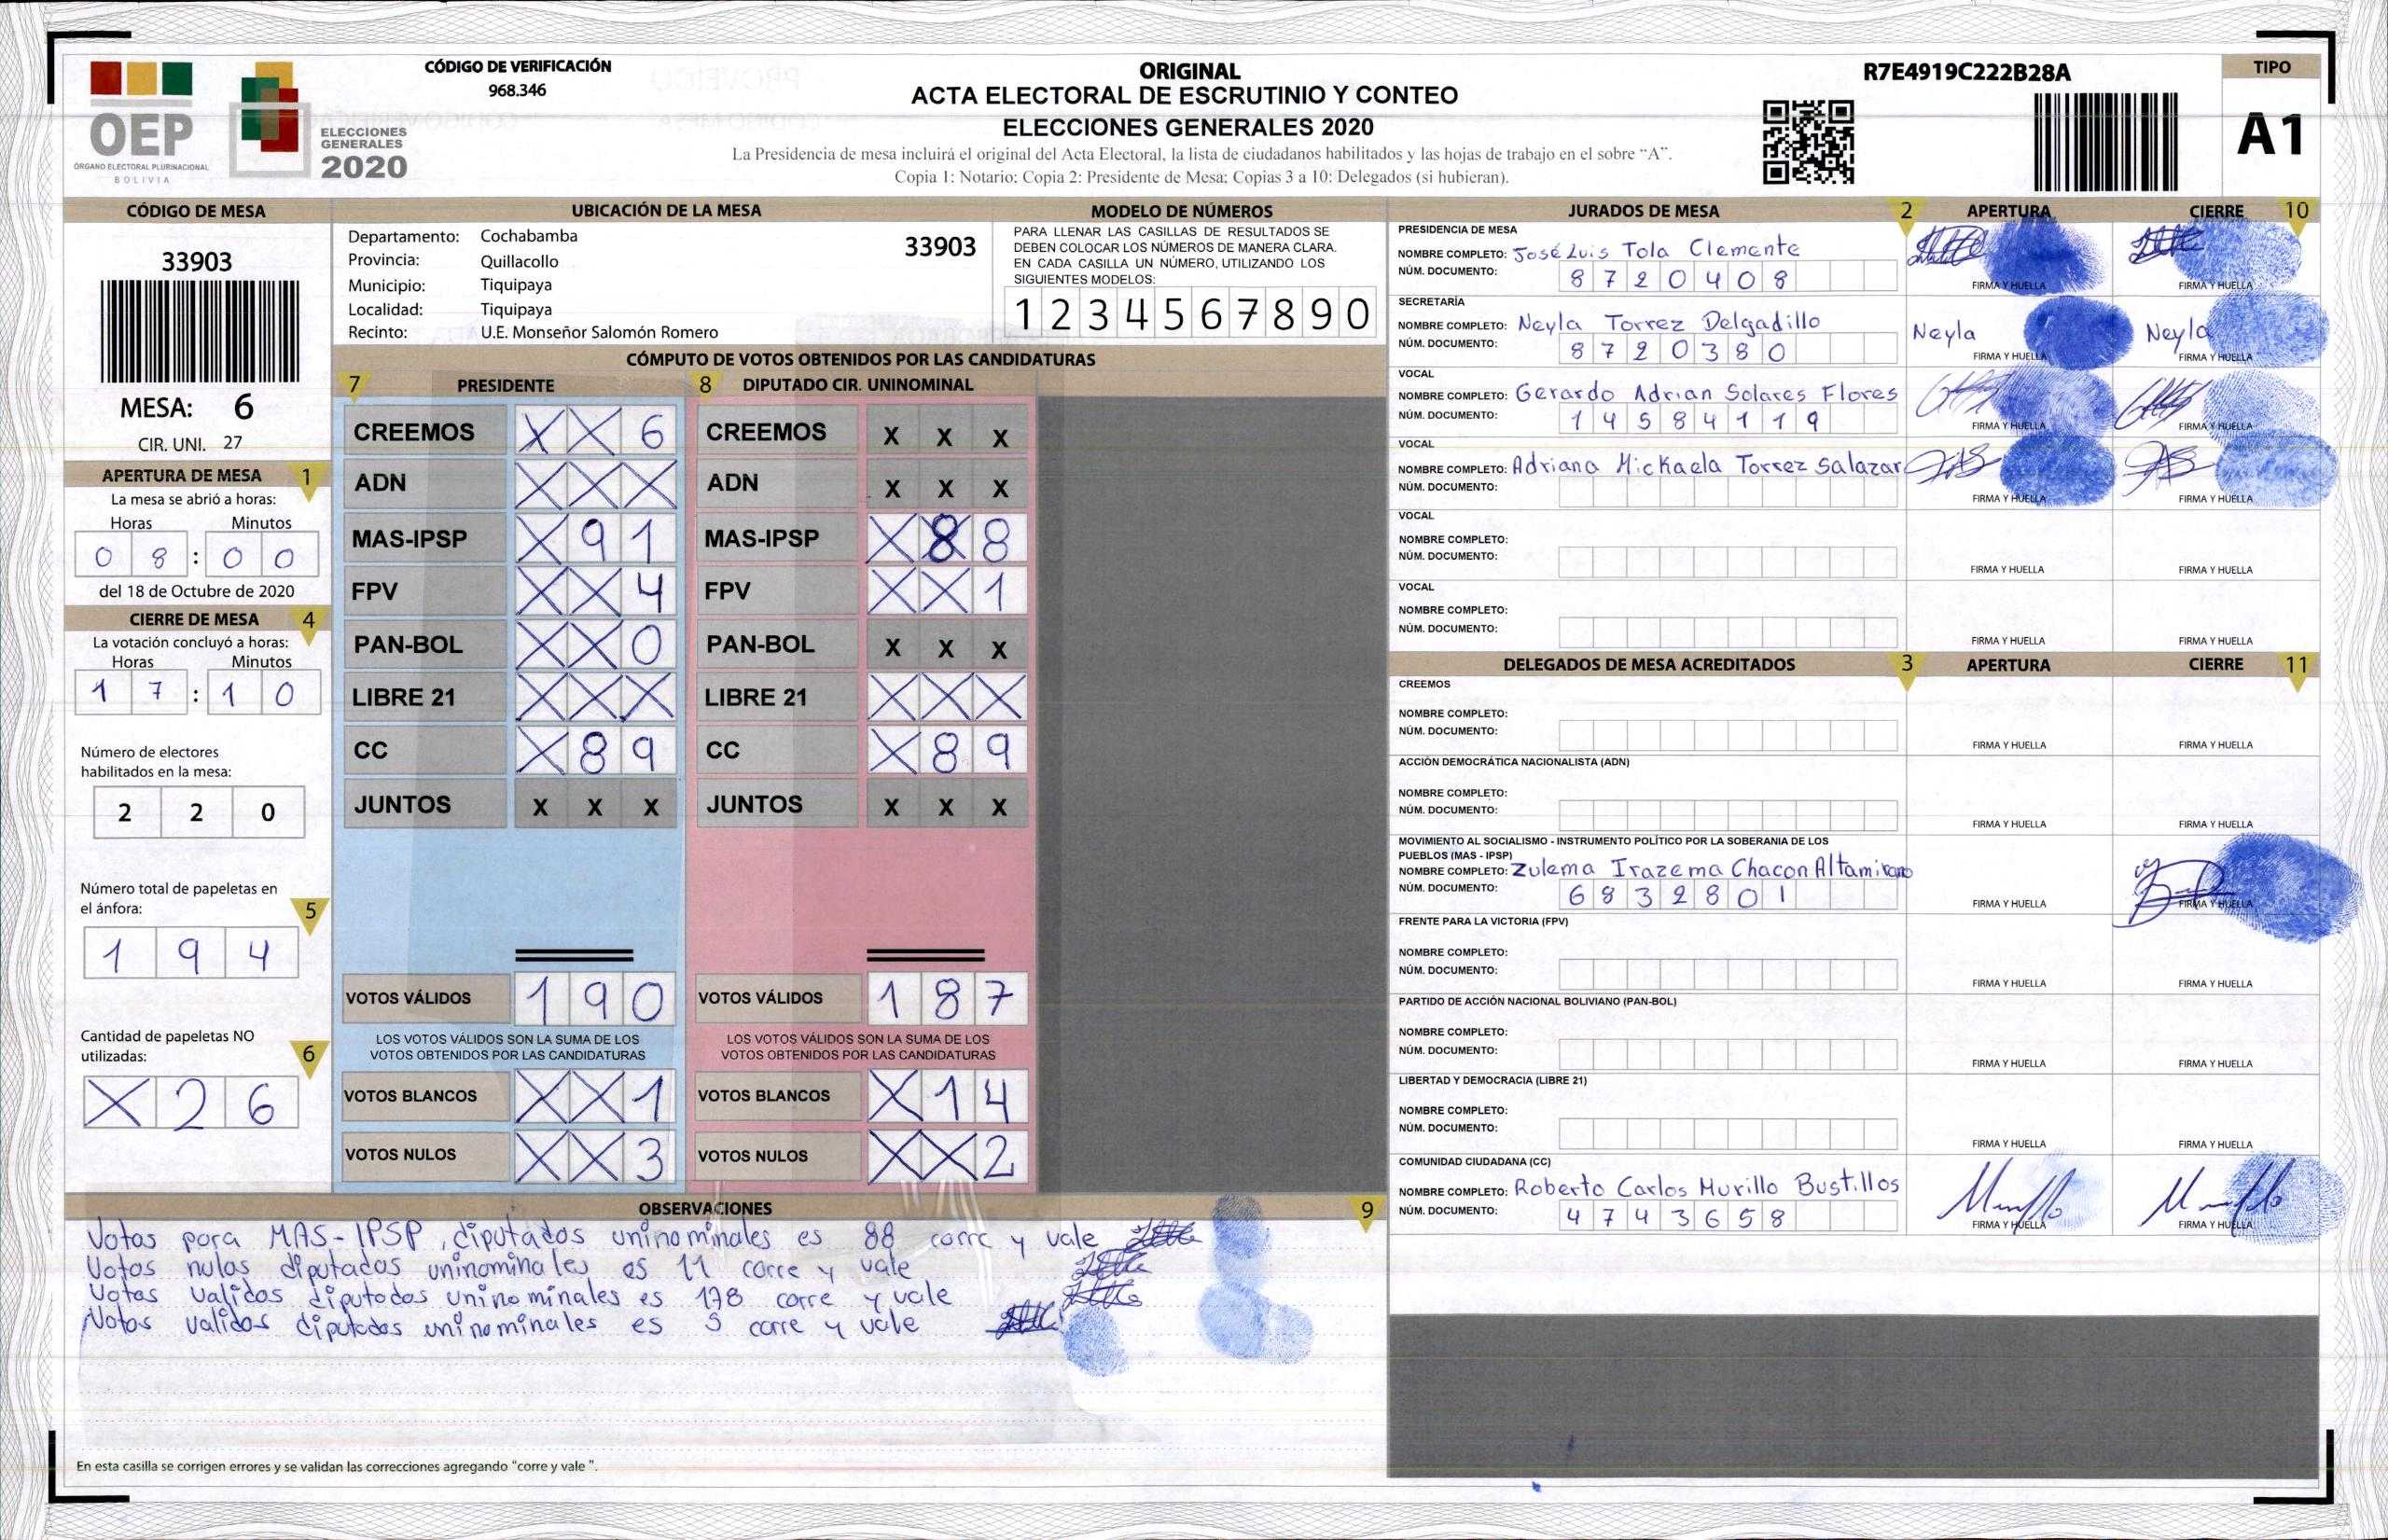 CÓDIGO DE VERIFICACIÓN
968.346
ORIGINAL
ACTA ELECTORAL DE ESCRUTINIO Y CONTEO
ELECCIONES GENERALES 2020
La Presidencia de mesa incluirá el original del Acta Electoral, la lista de ciudadanos habilitados y las hojas de trabajo en el sobre “A”.
Copia 1: Notario; Copia 2: Presidente de Mesa; Copias 3 a 10: Delegados (si hubieran).
R7E4919C222B28A
TIPO
A1
OEP
ÓRGANO ELECTORAL PLURINACIONAL
BOLIVIA
ELECCIONES
GENERALES
2020
CÓDIGO DE MESA
33903
MESA: 6
CIR. UNI. 27
APERTURA DE MESA 1
La mesa se abrió a horas:
Horas Minutos
0 8 : 0 0
del 18 de Octubre de 2020
CIERRE DE MESA 4
La votación concluyó a horas:
Horas Minutos
1 7 : 1 0
Número de electores
habilitados en la mesa:
2 2 0
Número total de papeletas en
el ánfora: 5
1 9 4
Cantidad de papeletas NO
utilizadas: 6
X 2 6
UBICACIÓN DE LA MESA
Departamento: Cochabamba 33903
Provincia: Quillacollo
Municipio: Tiquipaya
Localidad: Tiquipaya
Recinto: U.E. Monseñor Salomón Romero
MODELO DE NÚMEROS
PARA LLENAR LAS CASILLAS DE RESULTADOS SE
DEBEN COLOCAR LOS NÚMEROS DE MANERA CLARA.
EN CADA CASILLA UN NÚMERO, UTILIZANDO LOS
SIGUIENTES MODELOS:
1 2 3 4 5 6 7 8 9 0
CÓMPUTO DE VOTOS OBTENIDOS POR LAS CANDIDATURAS
7 PRESIDENTE 8 DIPUTADO CIR. UNINOMINAL
CREEMOS X X 6 CREEMOS X X X
ADN X X X ADN X X X
MAS-IPSP X 9 1 MAS-IPSP X 8 8
FPV X X 4 FPV X X 1
PAN-BOL X X 0 PAN-BOL X X X
LIBRE 21 X X X LIBRE 21 X X X
CC X 8 9 CC X 8 9
JUNTOS X X X JUNTOS X X X
VOTOS VÁLIDOS 1 9 0 VOTOS VÁLIDOS 1 8 7
LOS VOTOS VÁLIDOS SON LA SUMA DE LOS LOS VOTOS VÁLIDOS SON LA SUMA DE LOS
VOTOS OBTENIDOS POR LAS CANDIDATURAS VOTOS OBTENIDOS POR LAS CANDIDATURAS
VOTOS BLANCOS X X 1 VOTOS BLANCOS X 1 4
VOTOS NULOS X X 3 VOTOS NULOS X X 2
OBSERVACIONES 9
Votos para MAS-IPSP, diputados uninominales es 88 corre y vale
Votos nulos diputados uninominales es 11 corre y vale
Votos validos diputados uninominales es 178 corre y vale
Votos validos diputados uninominales es 5 corre y vale
En esta casilla se corrigen errores y se validan las correcciones agregando “corre y vale ”.
JURADOS DE MESA 2 APERTURA CIERRE 10
PRESIDENCIA DE MESA
NOMBRE COMPLETO: José Luis Tola Clemente
NÚM. DOCUMENTO: 8 7 2 0 4 0 8
FIRMA Y HUELLA FIRMA Y HUELLA
SECRETARÍA
NOMBRE COMPLETO: Neyla Torrez Delgadillo Neyla Neyla
NÚM. DOCUMENTO: 8 7 2 0 3 8 0
FIRMA Y HUELLA FIRMA Y HUELLA
VOCAL
NOMBRE COMPLETO: Gerardo Adrian Solares Flores
NÚM. DOCUMENTO: 1 4 5 8 4 1 1 9
FIRMA Y HUELLA FIRMA Y HUELLA
VOCAL
NOMBRE COMPLETO: Adriana Mickaela Torrez Salazar
NÚM. DOCUMENTO:
FIRMA Y HUELLA FIRMA Y HUELLA
VOCAL
NOMBRE COMPLETO:
NÚM. DOCUMENTO:
FIRMA Y HUELLA FIRMA Y HUELLA
VOCAL
NOMBRE COMPLETO:
NÚM. DOCUMENTO:
FIRMA Y HUELLA FIRMA Y HUELLA
DELEGADOS DE MESA ACREDITADOS 3 APERTURA CIERRE 11
CREEMOS
NOMBRE COMPLETO:
NÚM. DOCUMENTO:
FIRMA Y HUELLA FIRMA Y HUELLA
ACCIÓN DEMOCRÁTICA NACIONALISTA (ADN)
NOMBRE COMPLETO:
NÚM. DOCUMENTO:
FIRMA Y HUELLA FIRMA Y HUELLA
MOVIMIENTO AL SOCIALISMO - INSTRUMENTO POLÍTICO POR LA SOBERANIA DE LOS
PUEBLOS (MAS - IPSP)
NOMBRE COMPLETO: Zulema Irazema Chacon Altamirano
NÚM. DOCUMENTO: 6 8 3 2 8 0 1
FIRMA Y HUELLA FIRMA Y HUELLA
FRENTE PARA LA VICTORIA (FPV)
NOMBRE COMPLETO:
NÚM. DOCUMENTO:
FIRMA Y HUELLA FIRMA Y HUELLA
PARTIDO DE ACCIÓN NACIONAL BOLIVIANO (PAN-BOL)
NOMBRE COMPLETO:
NÚM. DOCUMENTO:
FIRMA Y HUELLA FIRMA Y HUELLA
LIBERTAD Y DEMOCRACIA (LIBRE 21)
NOMBRE COMPLETO:
NÚM. DOCUMENTO:
FIRMA Y HUELLA FIRMA Y HUELLA
COMUNIDAD CIUDADANA (CC)
NOMBRE COMPLETO: Roberto Carlos Murillo Bustillos
NÚM. DOCUMENTO: 4 7 4 3 6 5 8
FIRMA Y HUELLA FIRMA Y HUELLA